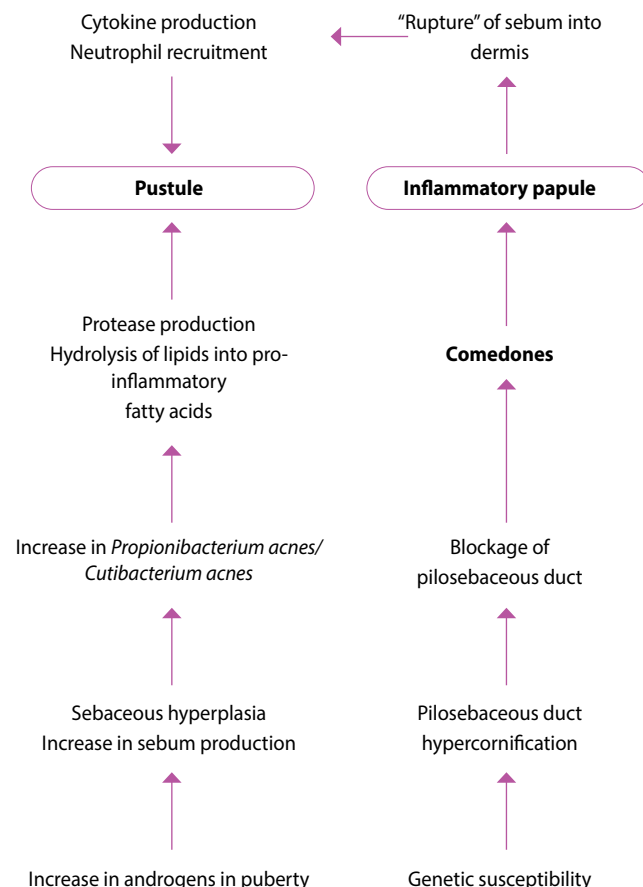 Cytokine production
Neutrophil recruitment
“Rupture” of sebum into
dermis
Pustule
Inflammatory papule
Protease production
Hydrolysis of lipids into pro-
inflammatory
fatty acids
Comedones
Increase in Propionibacterium acnes/
Cutibacterium acnes
Blockage of
pilosebaceous duct
Sebaceous hyperplasia
Increase in sebum production
Pilosebaceous duct
hypercornification
Increase in androgens in puberty
Genetic susceptibility